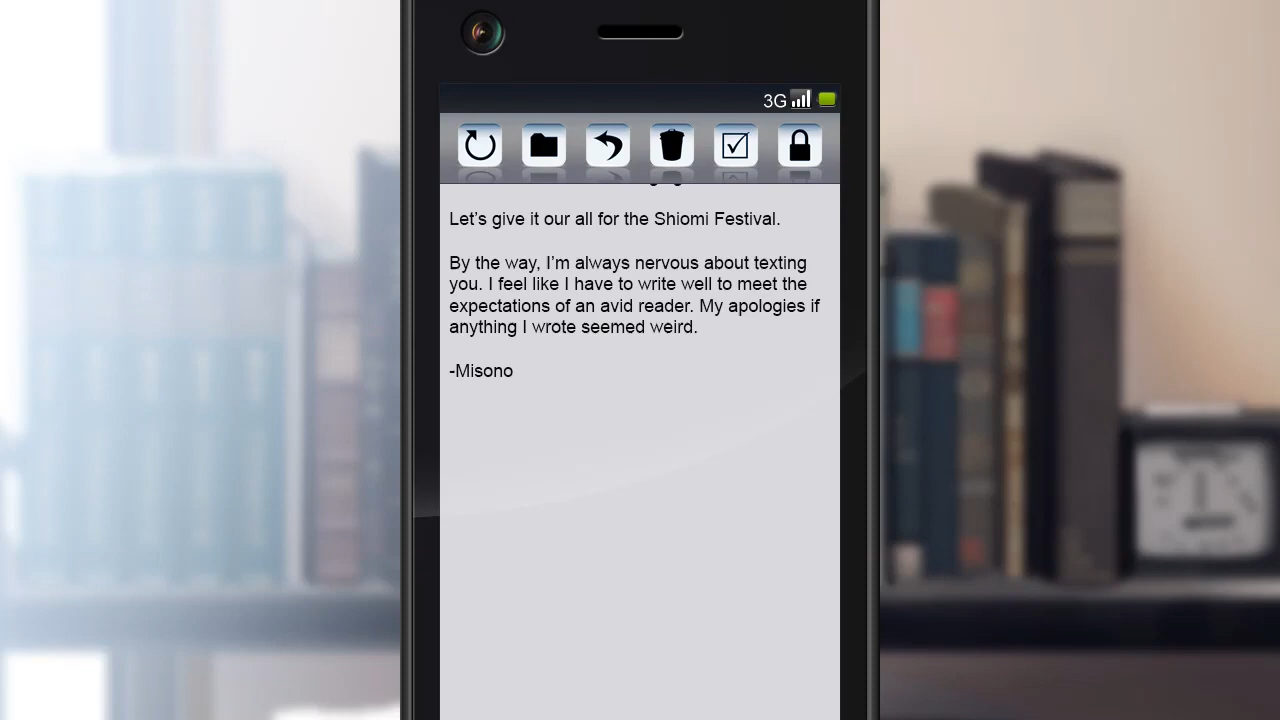 3G
Let’s give it our all for the Shiomi Festival.
By the way, I’m always nervous about texting
you. I feel like I have to write well to meet the
expectations of an avid reader. My apologies if
anything I wrote seemed weird.
-Misono